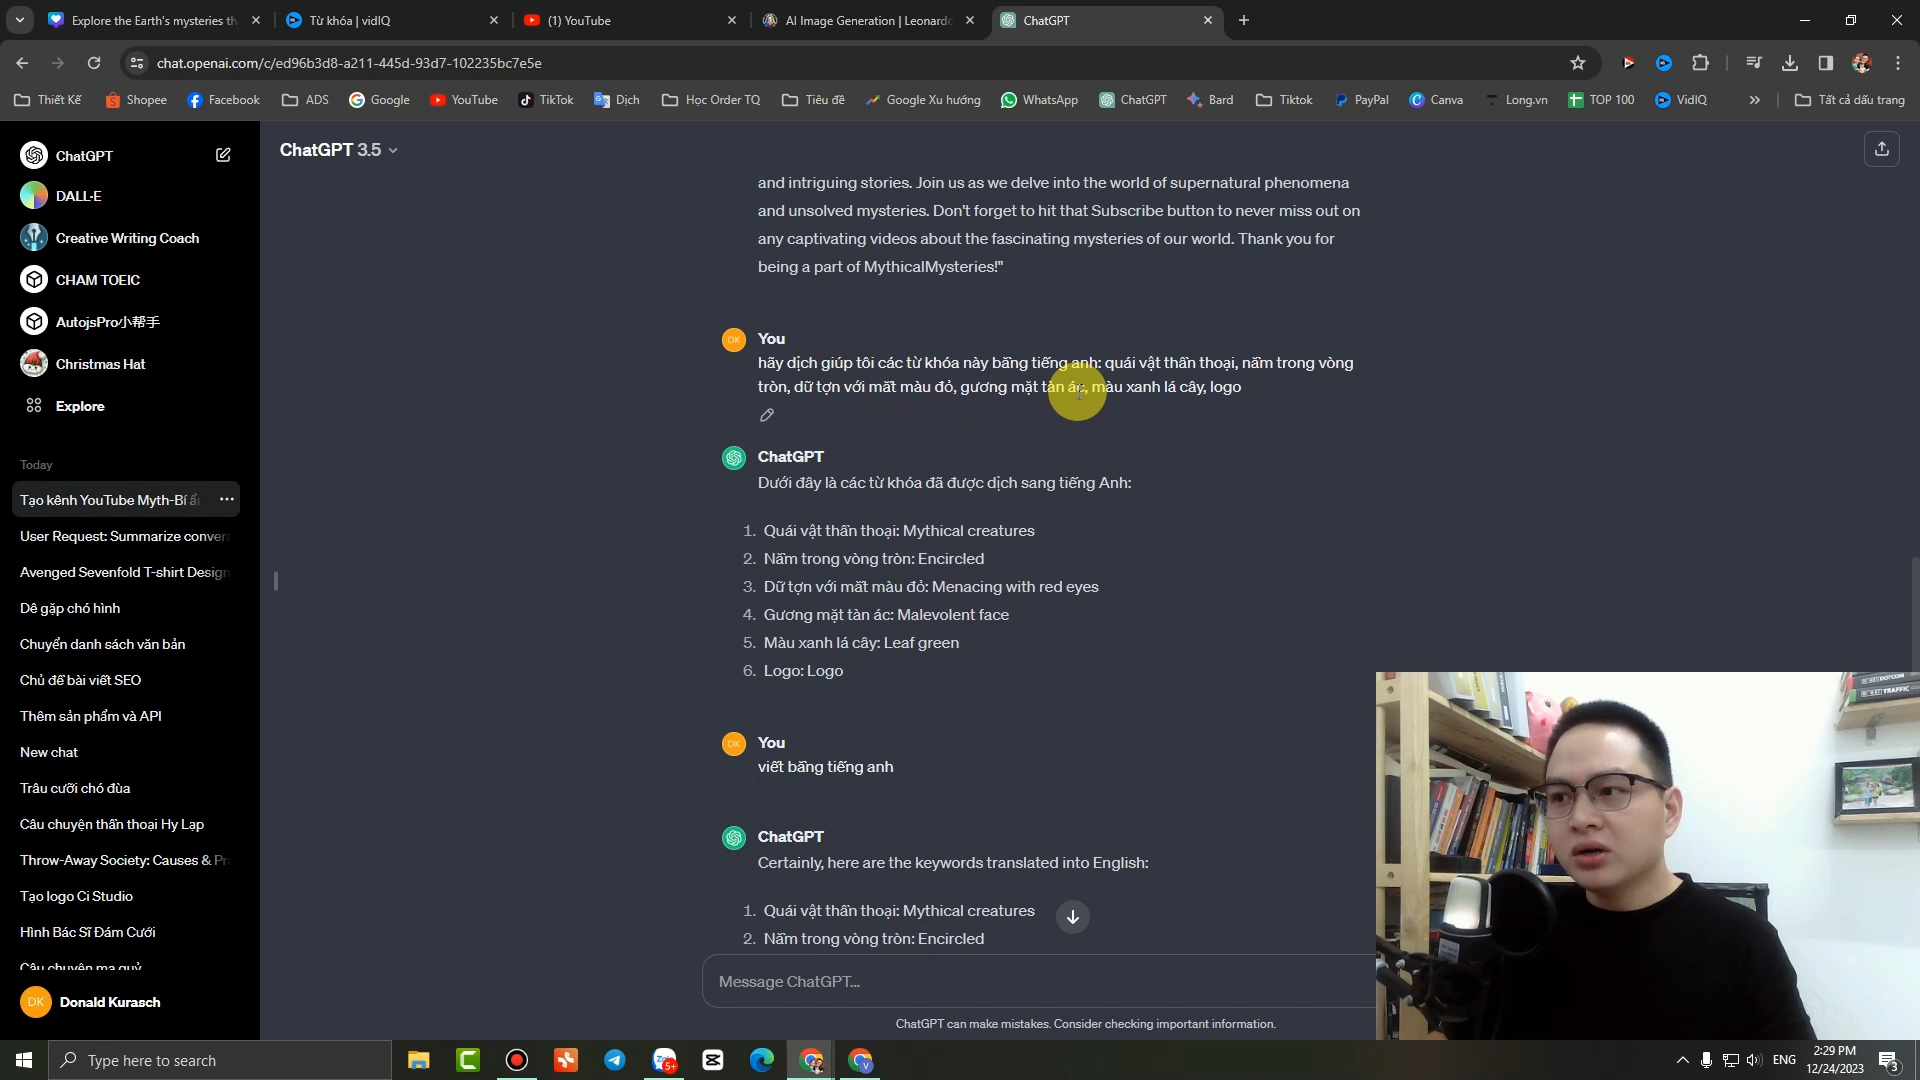 Explore the Earth's mysteries th
Từ khóa | vidIQ
(1) YouTube
AI Image Generation | Leonardo
ChatGPT
chat.openai.com/c/ed96b3d8-a211-445d-93d7-102235bc7e5e
Thiết Kế
Shopee
Facebook
ADS
Google
YouTube
TikTok
Dịch
Học Order TQ
Tiêu đề
Google Xu hướng
WhatsApp
ChatGPT
Bard
Tiktok
PayPal
Canva
Long.vn
TOP 100
VidIQ
Tất cả dấu trang
ChatGPT
DALL·E
Creative Writing Coach
CHAM TOEIC
AutojsPro小帮手
Christmas Hat
Explore
Today
Tạo kênh YouTube Myth-Bí ẩn
User Request: Summarize convers
Avenged Sevenfold T-shirt Design
Dê gặp chó hình
Chuyển danh sách văn bản
Chủ đề bài viết SEO
Thêm sản phẩm và API
New chat
Trâu cưỡi chó đùa
Câu chuyện thần thoại Hy Lạp
Throw-Away Society: Causes & Pr
Tạo logo Ci Studio
Hình Bác Sĩ Đám Cưới
Câu chuyện ma quỷ
DK
Donald Kurasch
ChatGPT 3.5
and intriguing stories. Join us as we delve into the world of supernatural phenomena
and unsolved mysteries. Don't forget to hit that Subscribe button to never miss out on
any captivating videos about the fascinating mysteries of our world. Thank you for
being a part of MythicalMysteries!"
DK
You
hãy dịch giúp tôi các từ khóa này bằng tiếng anh: quái vật thần thoại, nằm trong vòng
tròn, dữ tợn với mắt màu đỏ, gương mặt tàn ác, màu xanh lá cây, logo
ChatGPT
Dưới đây là các từ khóa đã được dịch sang tiếng Anh:
1. Quái vật thần thoại: Mythical creatures
2. Nằm trong vòng tròn: Encircled
3. Dữ tợn với mắt màu đỏ: Menacing with red eyes
4. Gương mặt tàn ác: Malevolent face
5. Màu xanh lá cây: Leaf green
6. Logo: Logo
DK
You
viết bằng tiếng anh
ChatGPT
Certainly, here are the keywords translated into English:
1. Quái vật thần thoại: Mythical creatures
2. Nằm trong vòng tròn: Encircled
Message ChatGPT...
ChatGPT can make mistakes. Consider checking important information.
DOTCOM
TRAFFIC
Type here to search
Zalo
5+
V
ENG
2:29 PM
12/24/2023
3